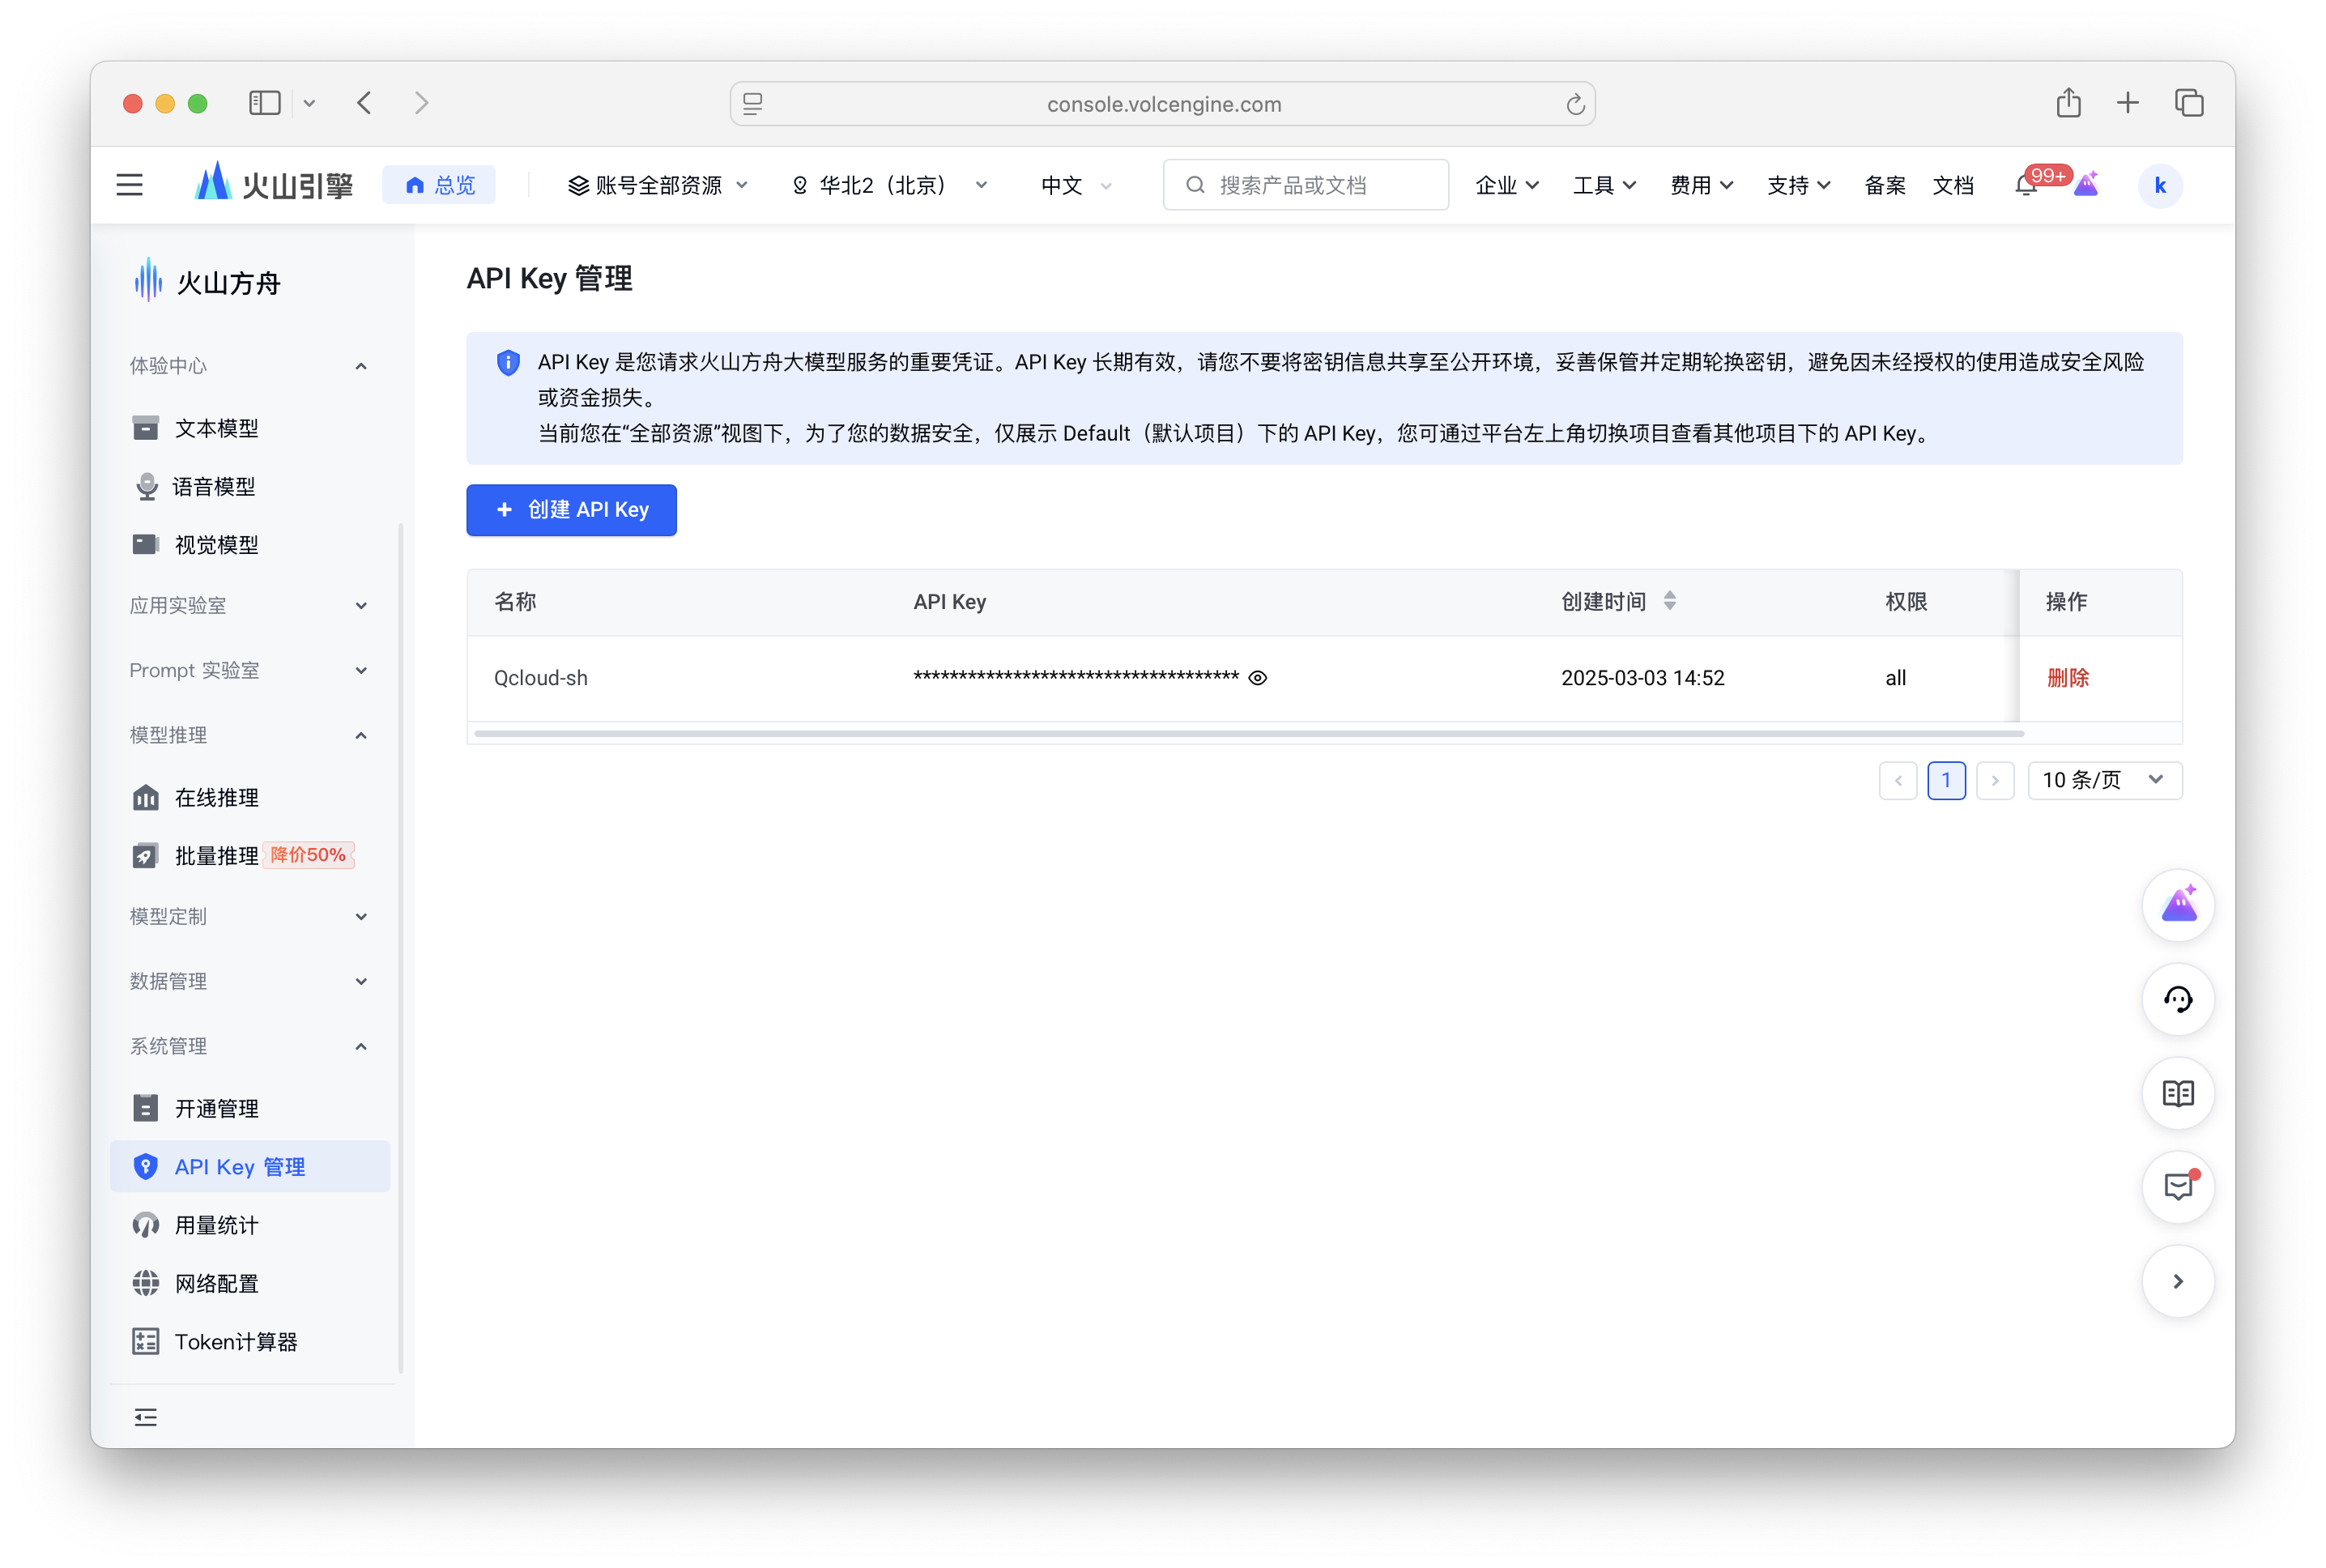 console.volcengine.com
火山引擎 总览 账号全部资源 华北2（北京） 中文 搜索产品或文档 企业 工具 费用 支持 备案 文档 99+ k
火山方舟
体验中心
文本模型
语音模型
视觉模型
应用实验室
Prompt 实验室
模型推理
在线推理
批量推理 降价50%
模型定制
数据管理
系统管理
开通管理
API Key 管理
用量统计
网络配置
Token计算器
API Key 管理
API Key 是您请求火山方舟大模型服务的重要凭证。API Key 长期有效，请您不要将密钥信息共享至公开环境，妥善保管并定期轮换密钥，避免因未经授权的使用造成安全风险
或资金损失。
当前您在“全部资源”视图下，为了您的数据安全，仅展示 Default（默认项目）下的 API Key，您可通过平台左上角切换项目查看其他项目下的 API Key。
+ 创建 API Key
名称 API Key 创建时间 权限 操作
Qcloud-sh ************************************ 2025-03-03 14:52 all 删除
1 10 条/页